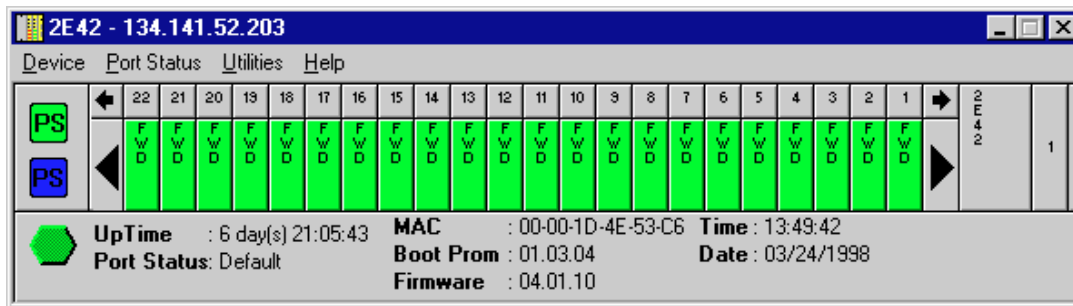 2E42 - 134.141.52.203
Device Port Status Utilities Help
PS 22 21 20 19 18 17 16 15 14 13 12 11 10 9 8 7 6 5 4 3 2 1 2E42 1
PS FWD FWD FWD FWD FWD FWD FWD FWD FWD FWD FWD FWD FWD FWD FWD FWD FWD FWD FWD FWD FWD FWD
UpTime : 6 day(s) 21:05:43 MAC : 00-00-1D-4E-53-C6 Time : 13:49:42
Port Status: Default Boot Prom : 01.03.04 Date : 03/24/1998
Firmware : 04.01.10